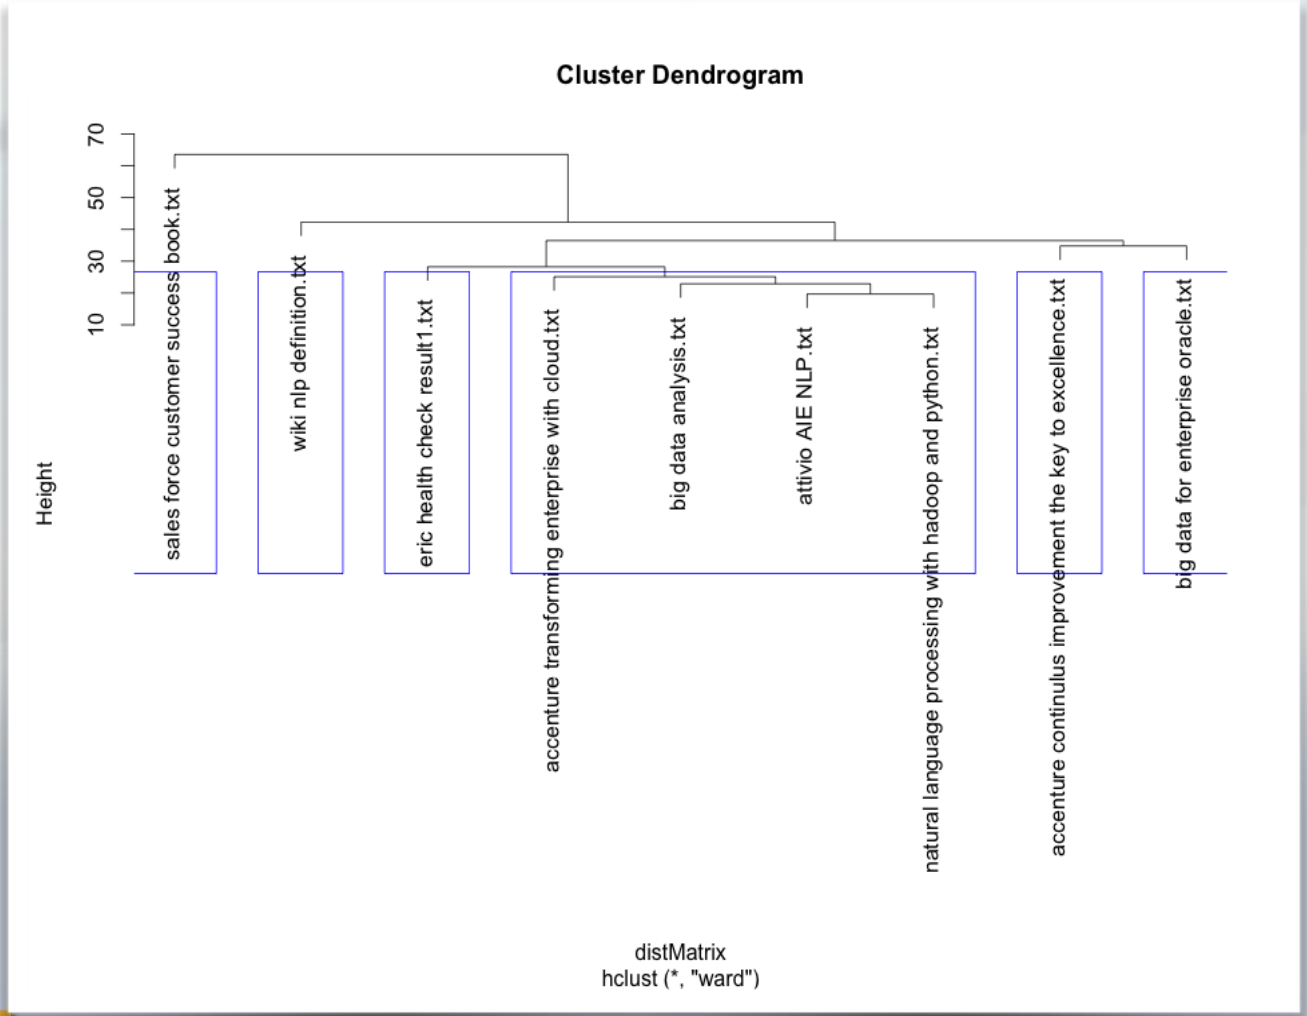 Cluster Dendrogram
70
50
30
10
Height
sales force customer success book.txt
wiki nlp definition.txt
eric health check result1.txt
accenture transforming enterprise with cloud.txt
big data analysis.txt
attivio AIE NLP.txt
natural language processing with hadoop and python.txt
accenture continulus improvement the key to excellence.txt
big data for enterprise oracle.txt
distMatrix
hclust (*, "ward")